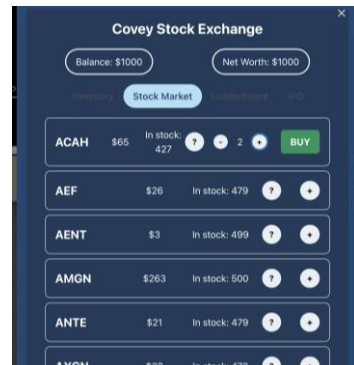 ×
Covey Stock Exchange
Balance: $1000 Net Worth: $1000
Inventory Stock Market Leaderboard IPO
ACAH $65 In stock: 427 ? - 2 + BUY
AEF $26 In stock: 479 ? +
AENT $3 In stock: 499 ? +
AMGN $263 In stock: 500 ? +
ANTE $21 In stock: 479 ? +